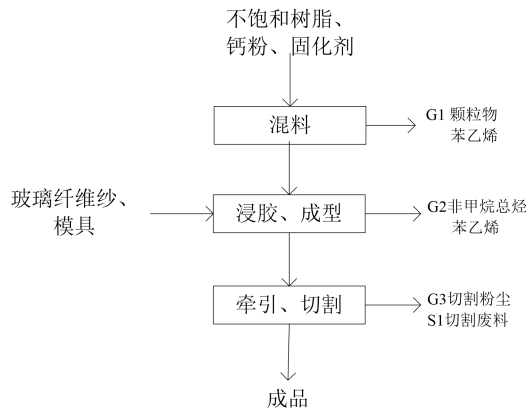 不饱和树脂、
钙粉、固化剂
混料
G1 颗粒物
苯乙烯
玻璃纤维纱、
模具
浸胶、成型
G2非甲烷总烃
苯乙烯
牵引、切割
G3切割粉尘
S1切割废料
成品